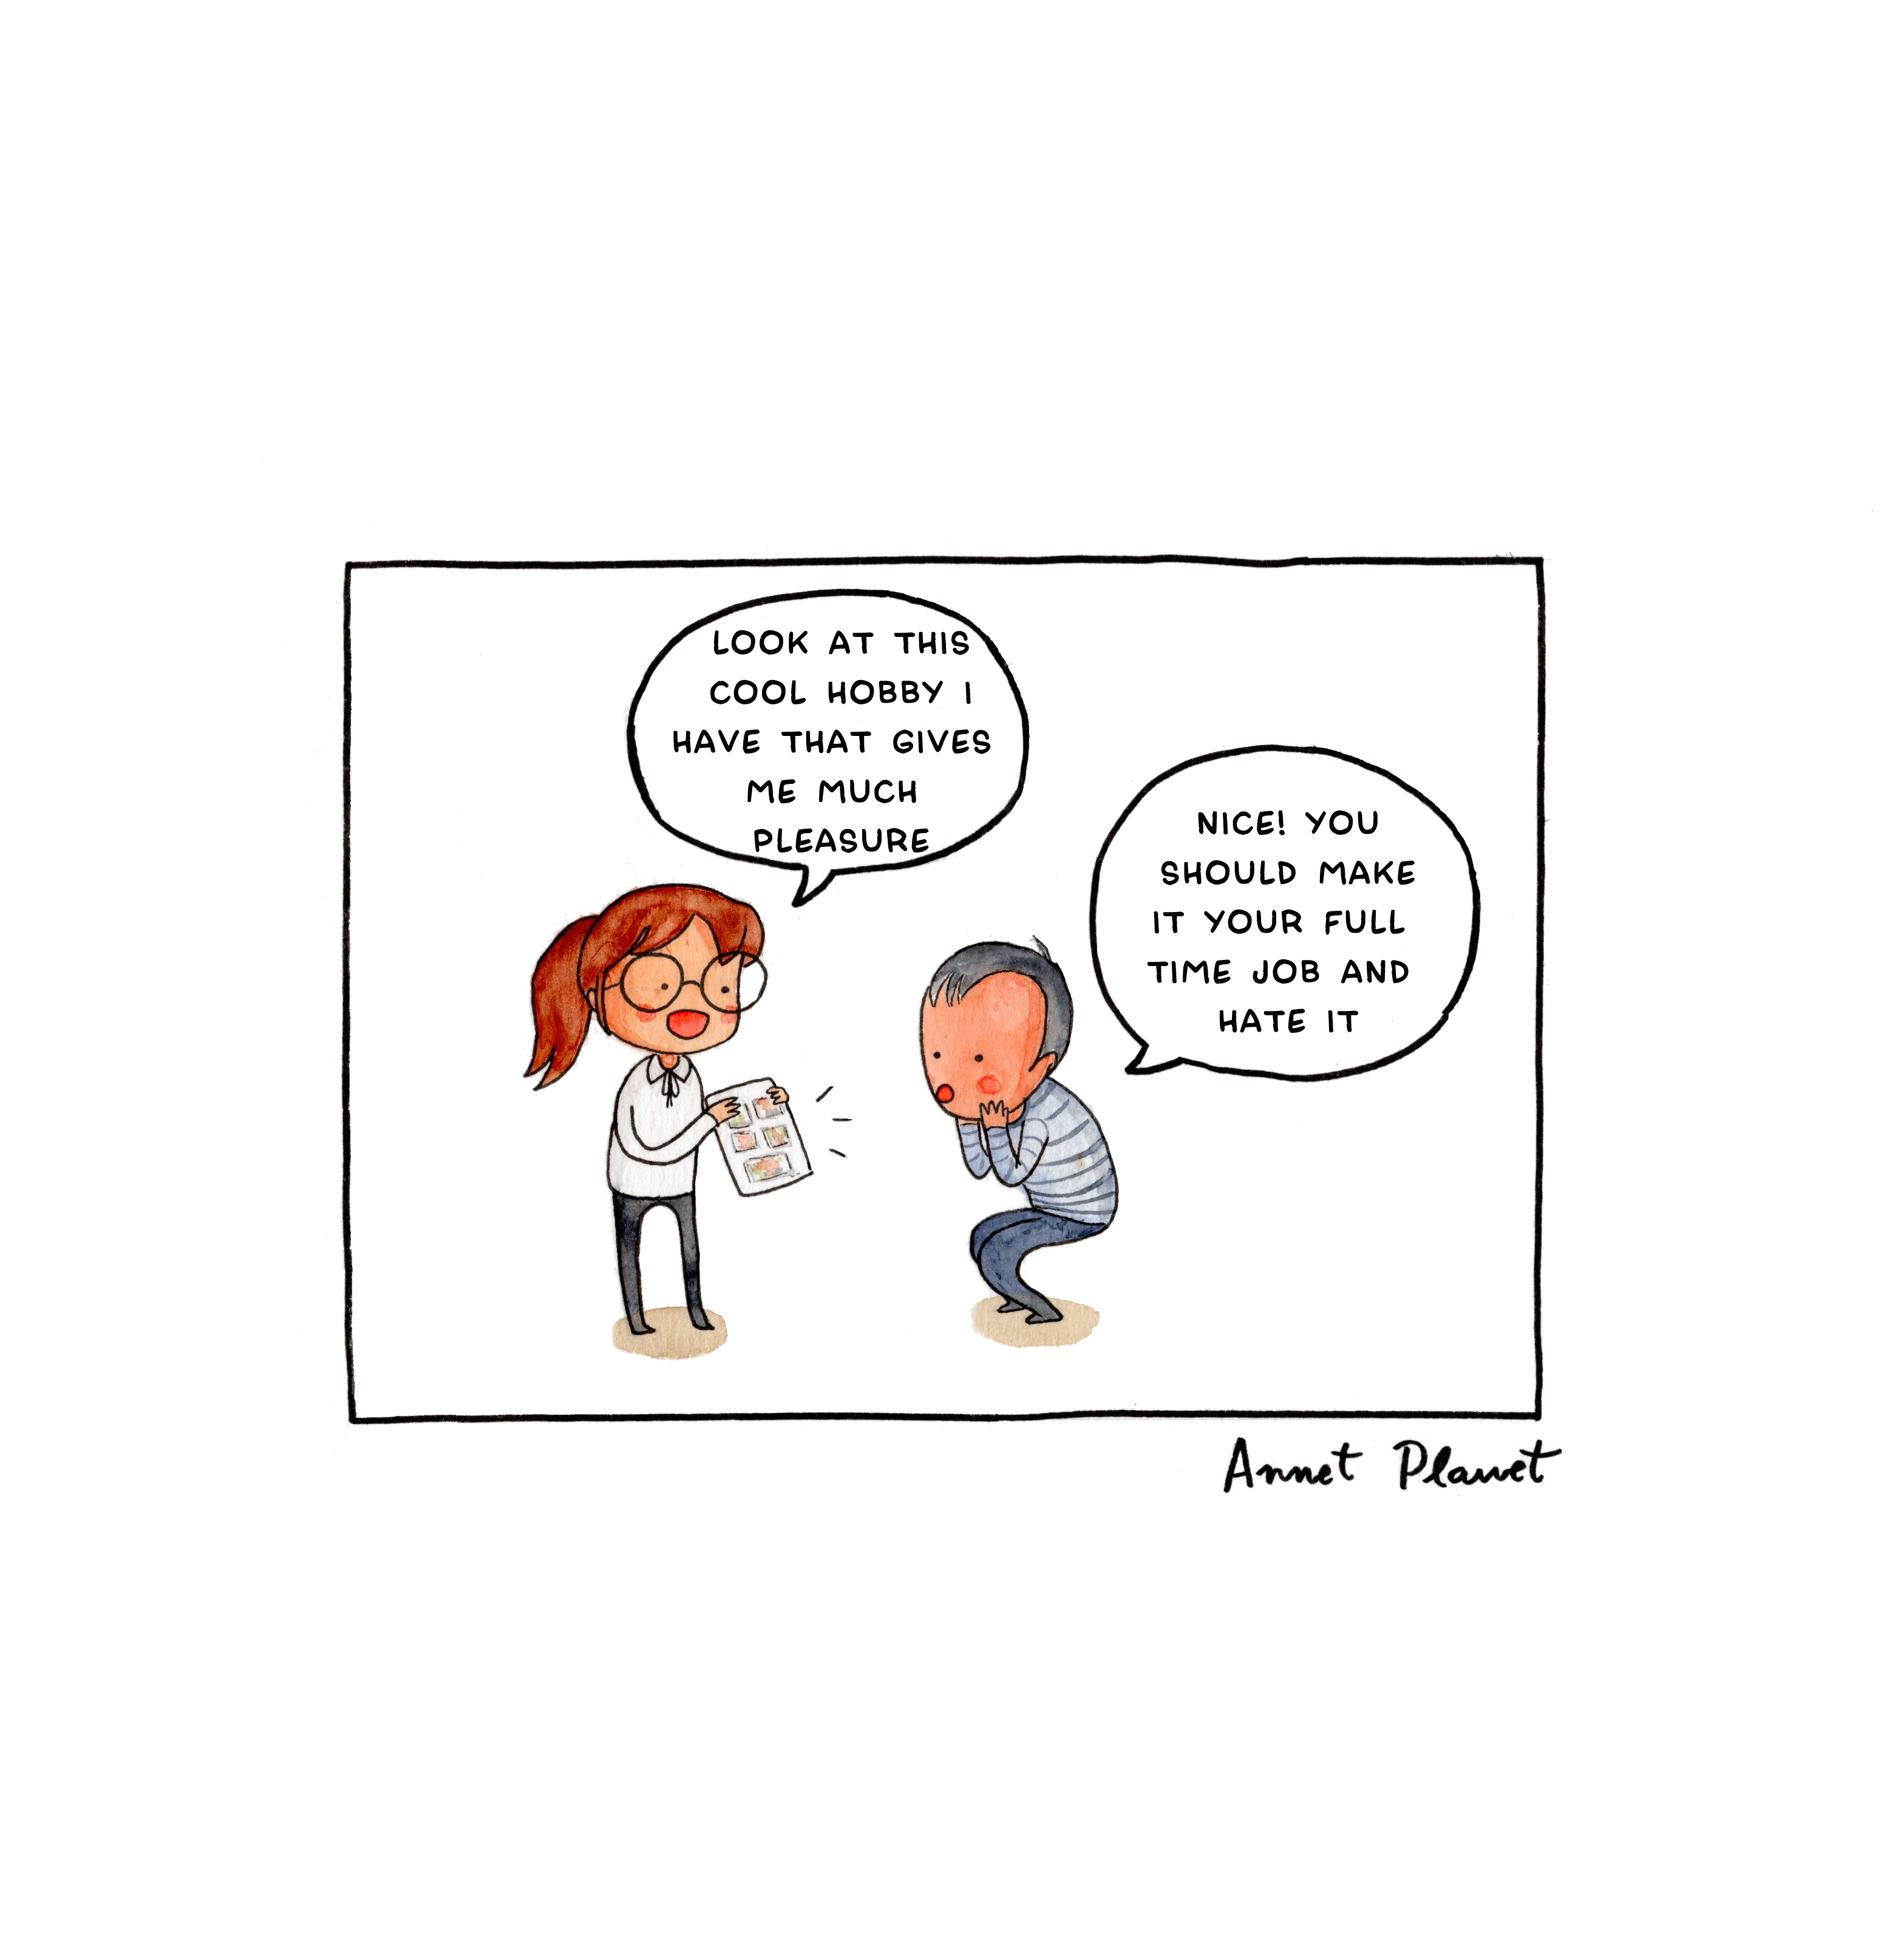 LOOK AT THIS
COOL HOBBY I
HAVE THAT GIVES
ME MUCH
PLEASURE
NICE! YOU
SHOULD MAKE
IT YOUR FULL
TIME JOB AND
HATE IT
Annet Planet